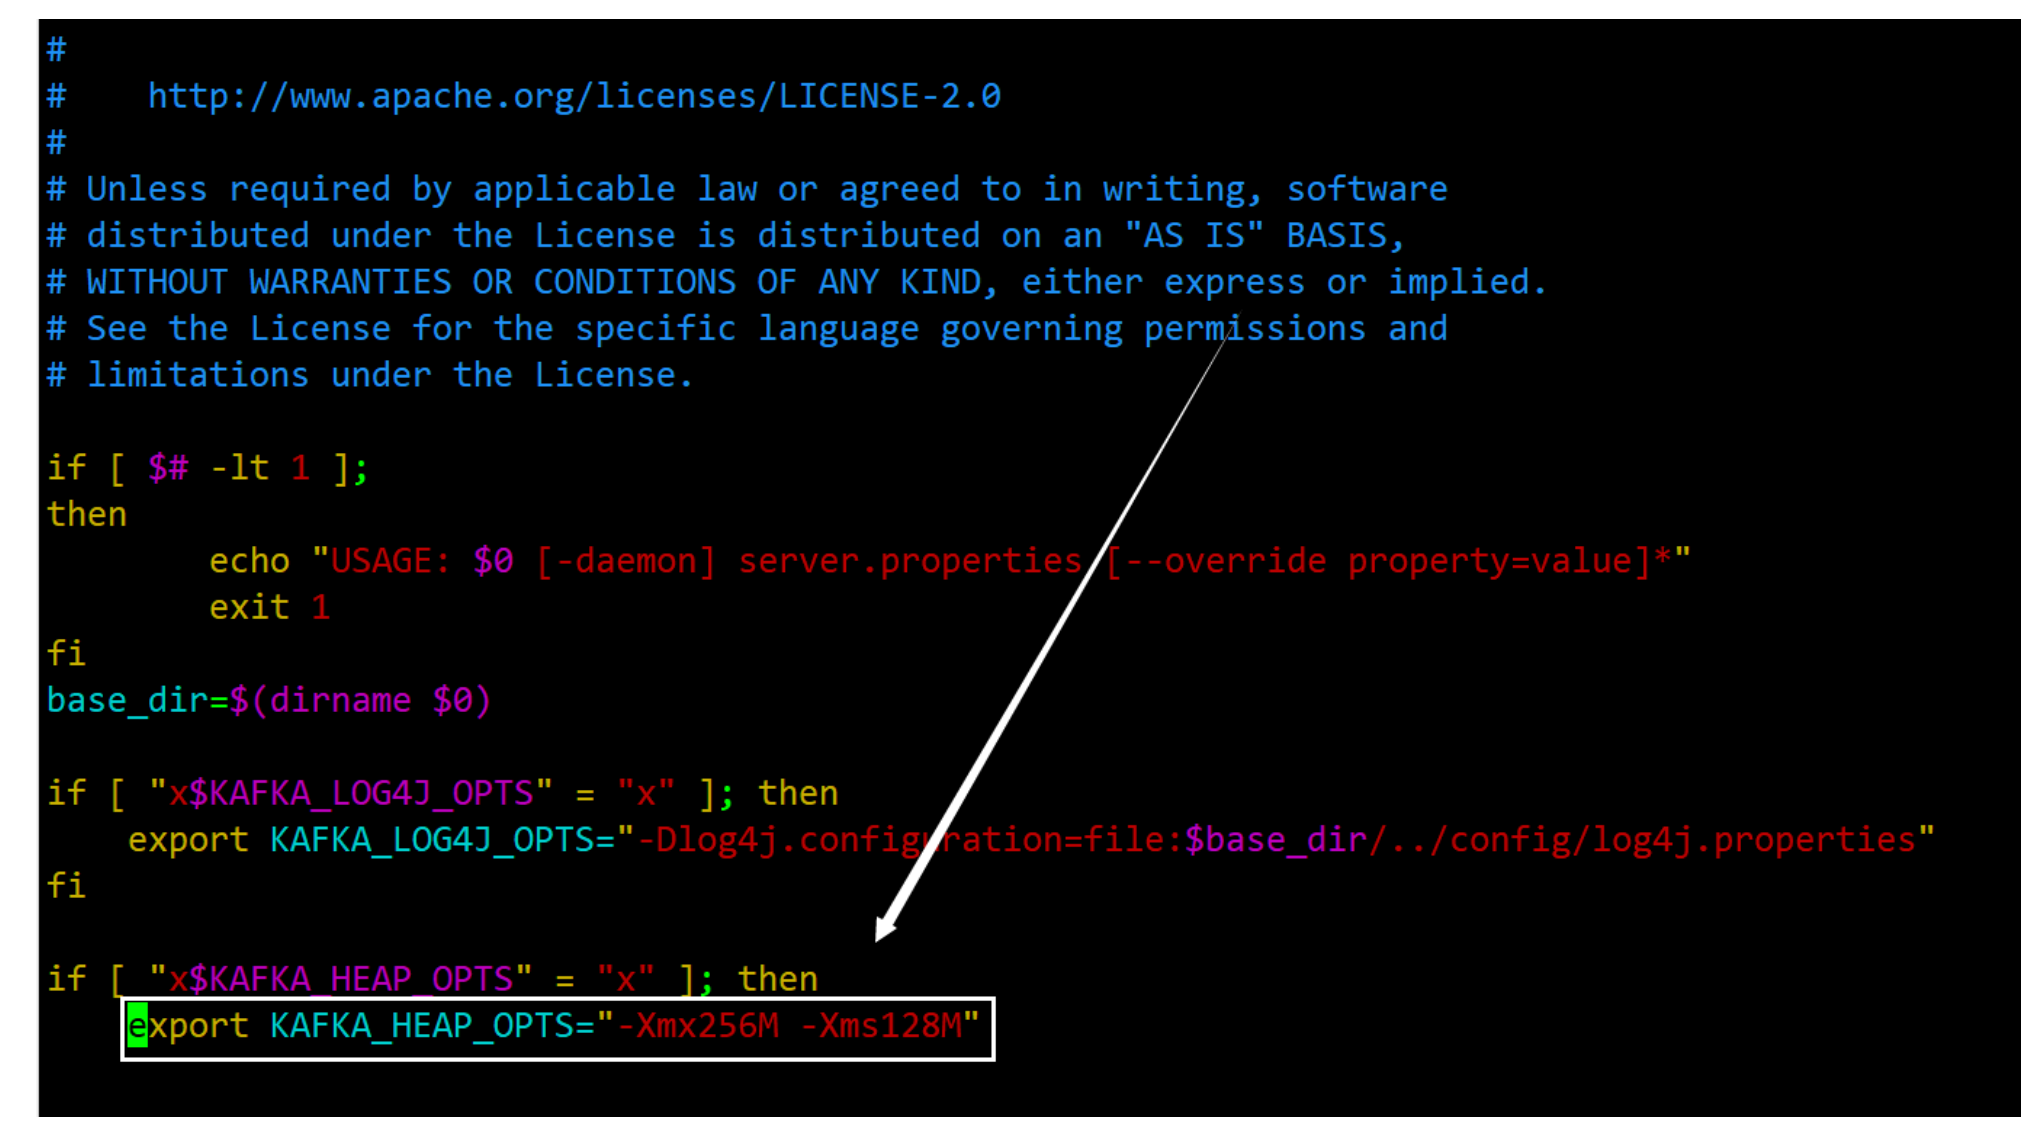 #
#    http://www.apache.org/licenses/LICENSE-2.0
#
# Unless required by applicable law or agreed to in writing, software
# distributed under the License is distributed on an "AS IS" BASIS,
# WITHOUT WARRANTIES OR CONDITIONS OF ANY KIND, either express or implied.
# See the License for the specific language governing permissions and
# limitations under the License.

if [ $# -lt 1 ];
then
        echo "USAGE: $0 [-daemon] server.properties [--override property=value]*"
        exit 1
fi
base_dir=$(dirname $0)

if [ "x$KAFKA_LOG4J_OPTS" = "x" ]; then
    export KAFKA_LOG4J_OPTS="-Dlog4j.configuration=file:$base_dir/../config/log4j.properties"
fi

if [ "x$KAFKA_HEAP_OPTS" = "x" ]; then
    export KAFKA_HEAP_OPTS="-Xmx256M -Xms128M"